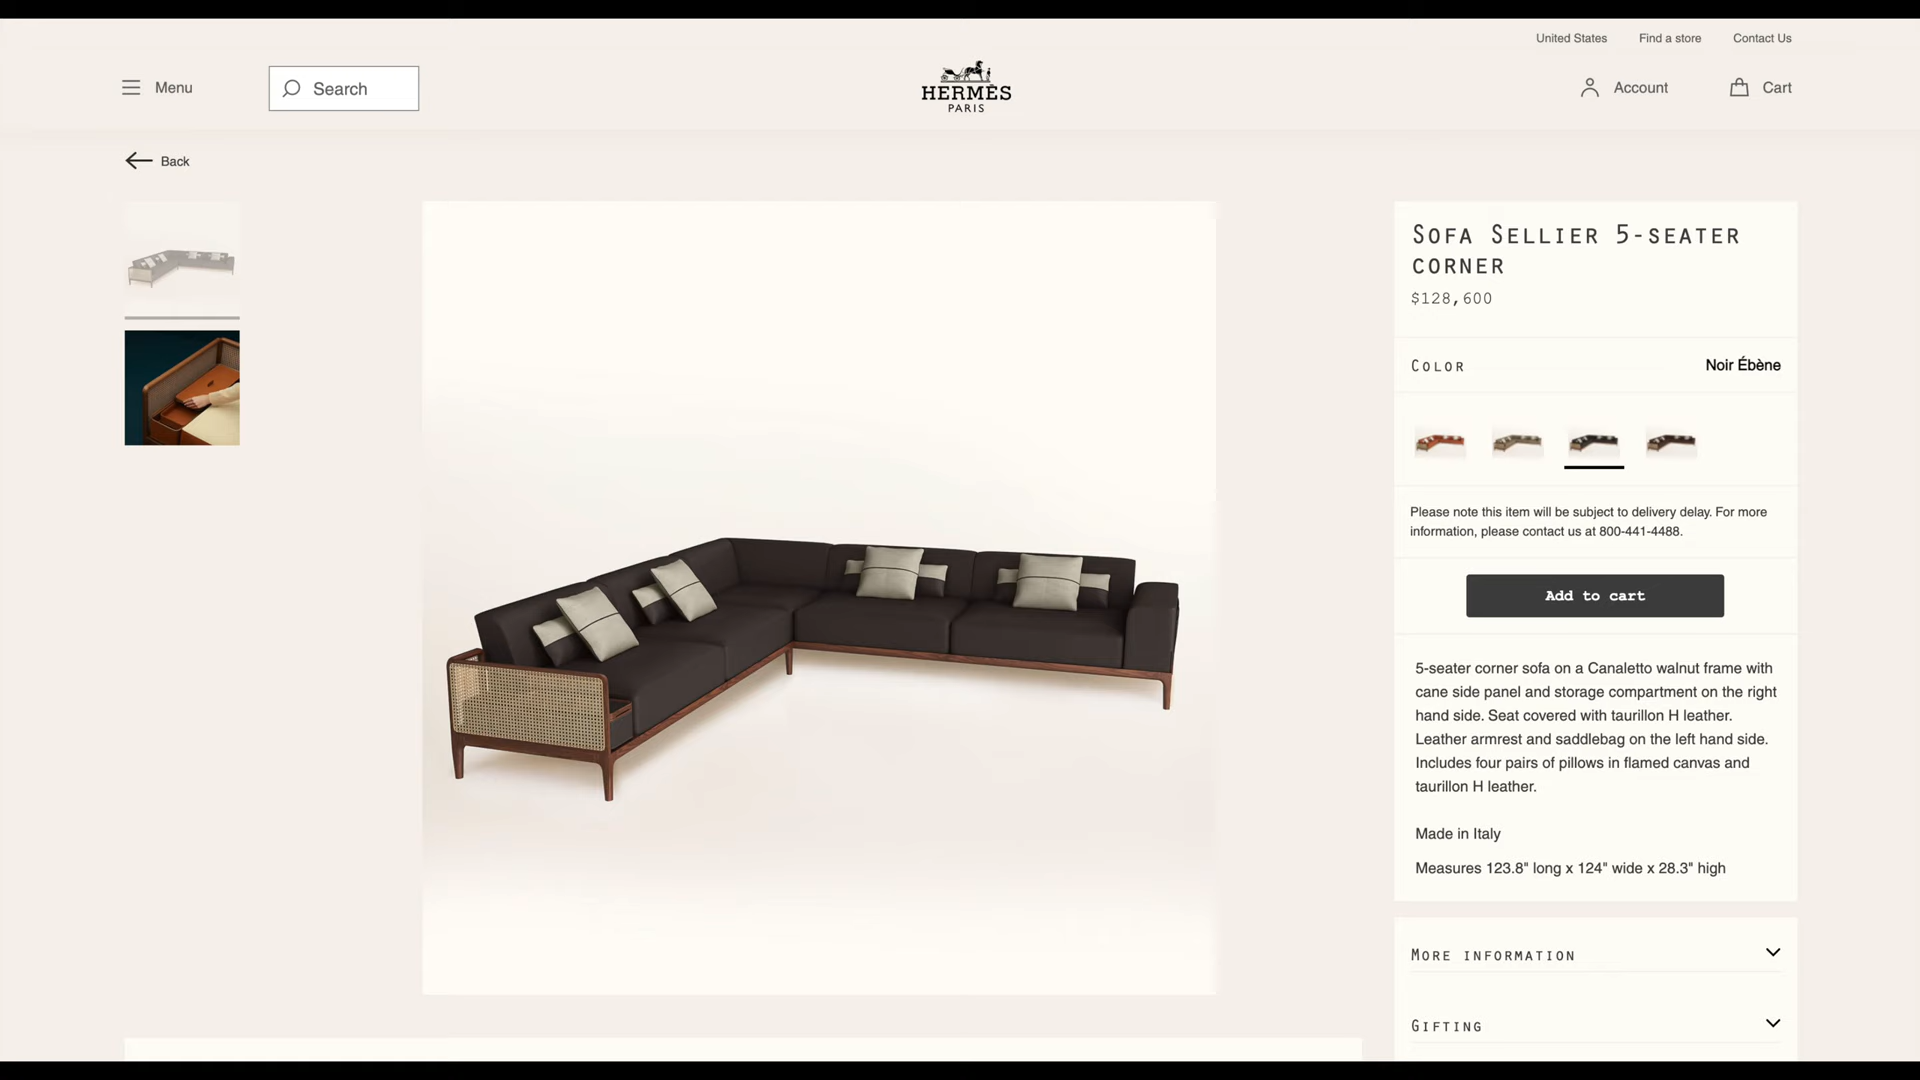 United States
Find a store
Contact Us
Menu
Search
HERMÈS
PARIS
Account
Cart
Back
SOFA SELLIER 5-SEATER
CORNER
$128,600
COLOR
Noir Ébène
Please note this item will be subject to delivery delay. For more
information, please contact us at 800-441-4488.
Add to cart
5-seater corner sofa on a Canaletto walnut frame with
cane side panel and storage compartment on the right
hand side. Seat covered with taurillon H leather.
Leather armrest and saddlebag on the left hand side.
Includes four pairs of pillows in flamed canvas and
taurillon H leather.
Made in Italy
Measures 123.8" long x 124" wide x 28.3" high
MORE INFORMATION
GIFTING